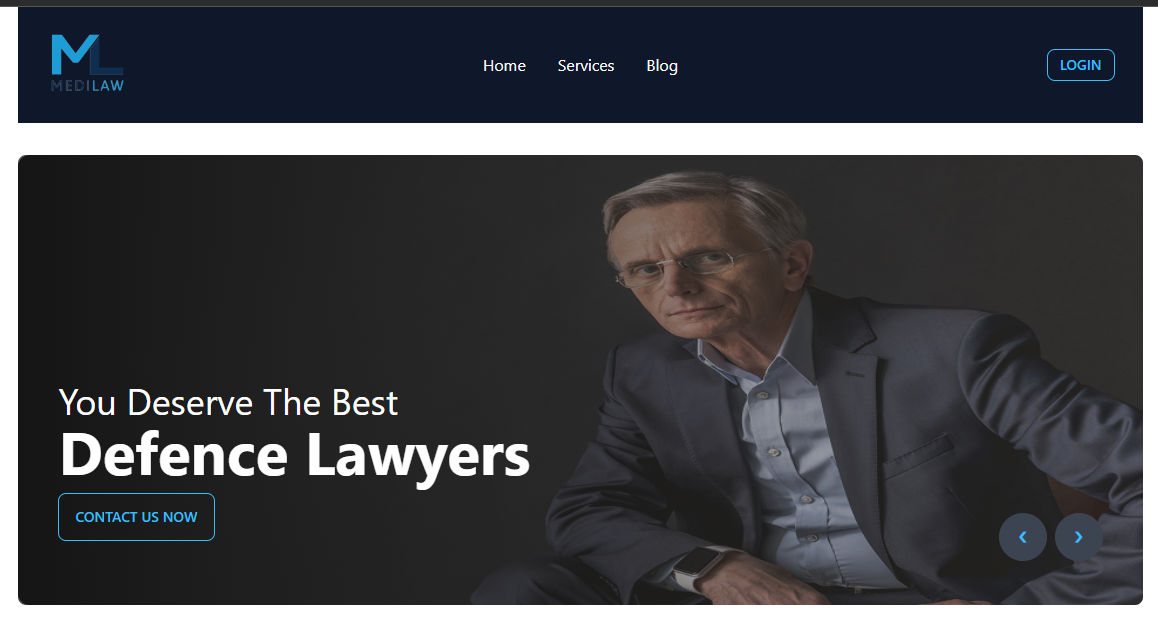 ML
MEDILAW
Home Services Blog
LOGIN
You Deserve The Best
Defence Lawyers
CONTACT US NOW